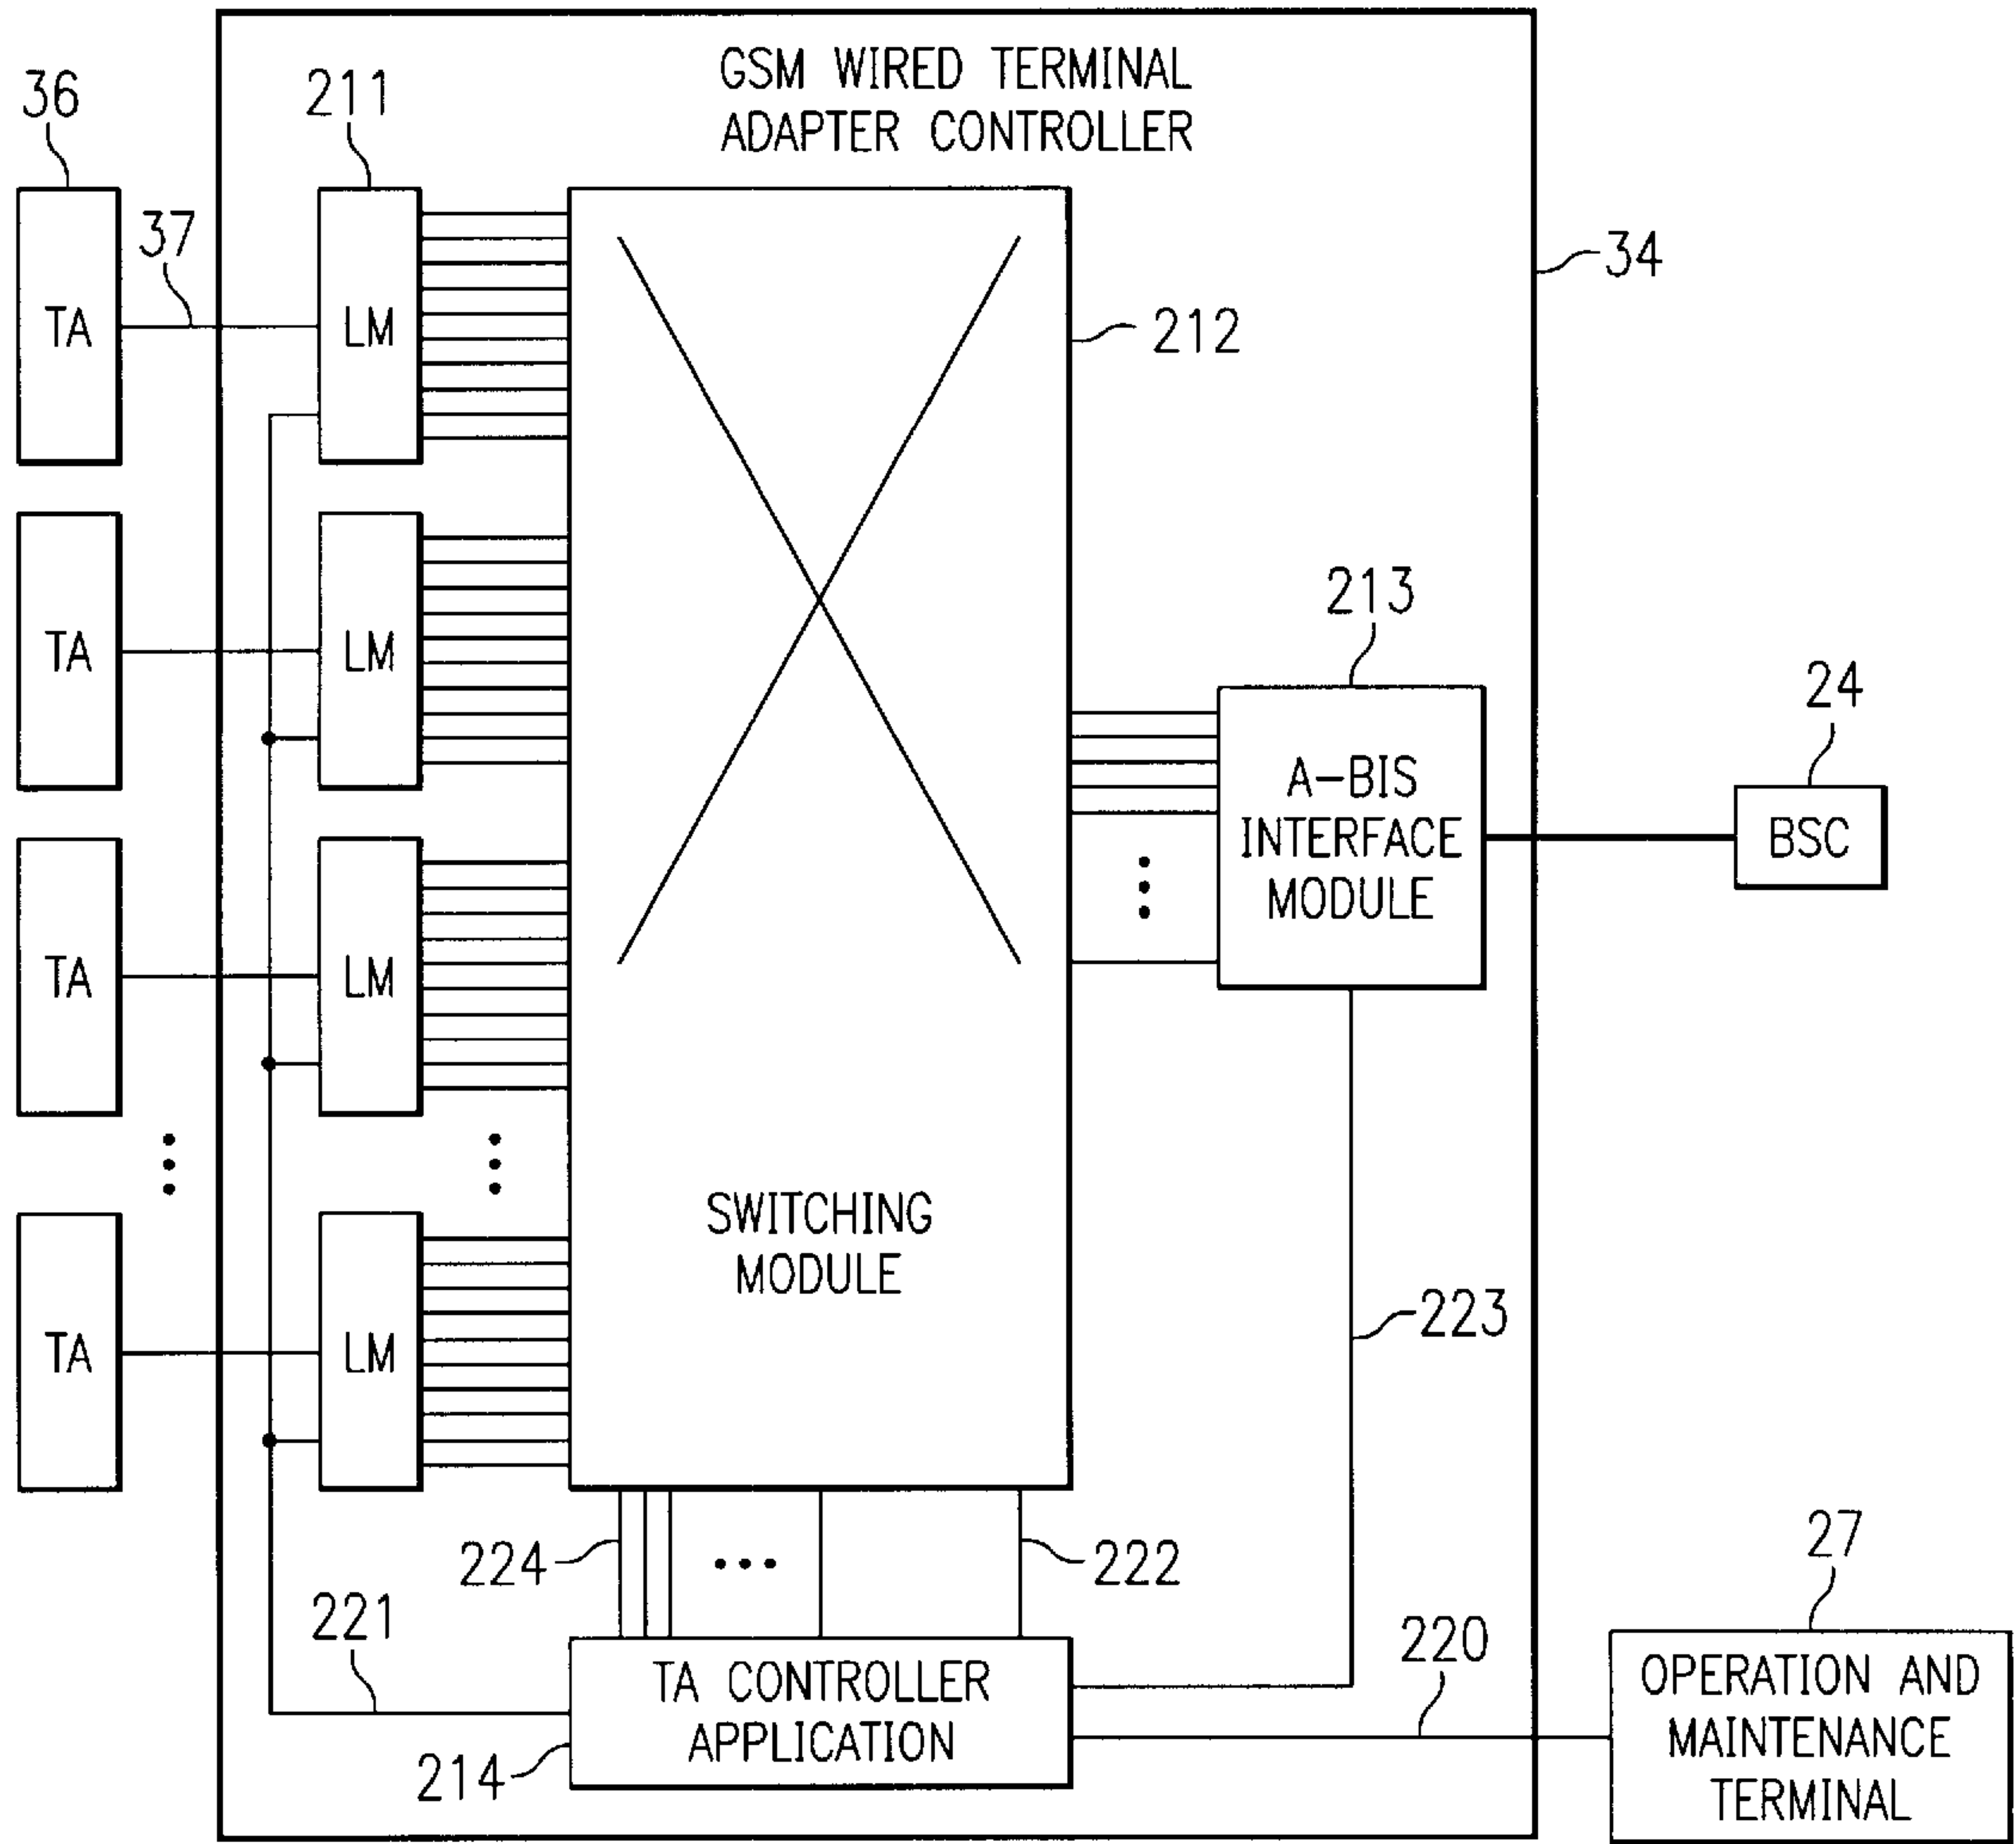 GSM WIRED TERMINAL
ADAPTER CONTROLLER
36
211
37
34
TA
LM
212
TA
LM
213
24
A-BIS
INTERFACE
MODULE
BSC
TA
LM
SWITCHING
MODULE
223
TA
LM
224
222
27
221
220
TA CONTROLLER
APPLICATION
214
OPERATION AND
MAINTENANCE
TERMINAL